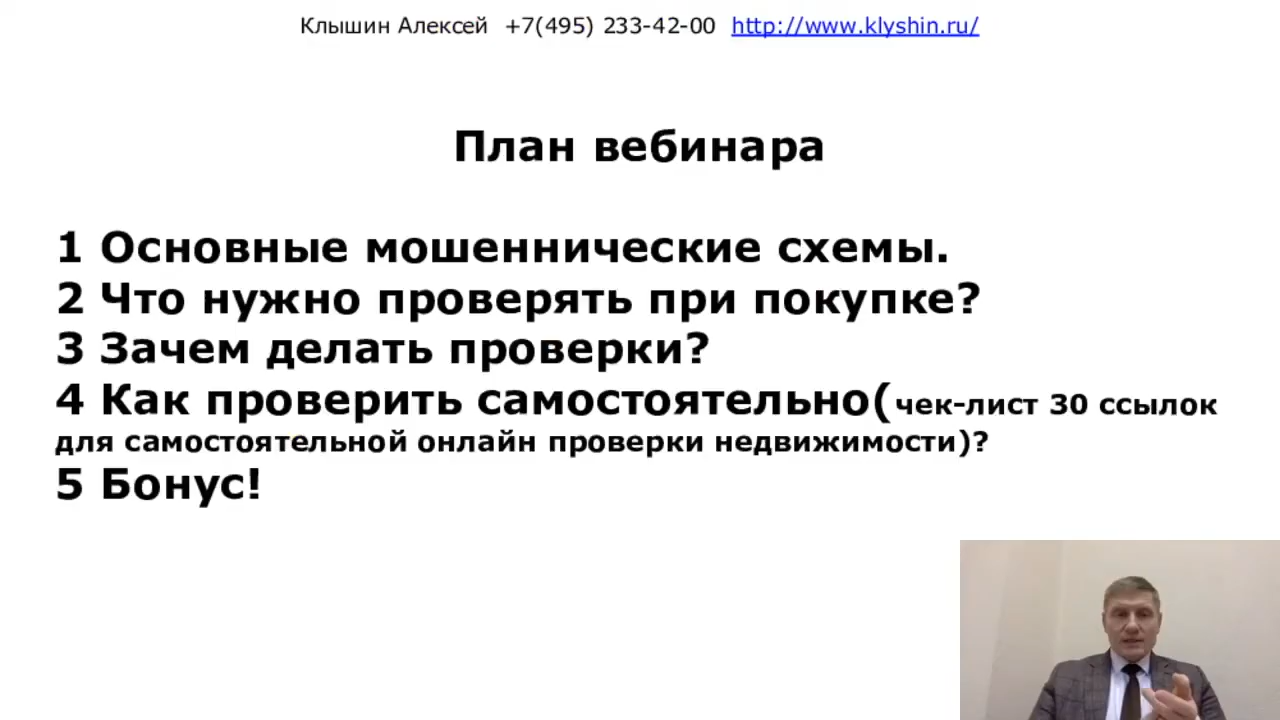 Клышин Алексей +7(495) 233-42-00 http://www.klyshin.ru/
План вебинара
1 Основные мошеннические схемы.
2 Что нужно проверять при покупке?
3 Зачем делать проверки?
4 Как проверить самостоятельно(чек-лист 30 ссылок
для самостоятельной онлайн проверки недвижимости)?
5 Бонус!